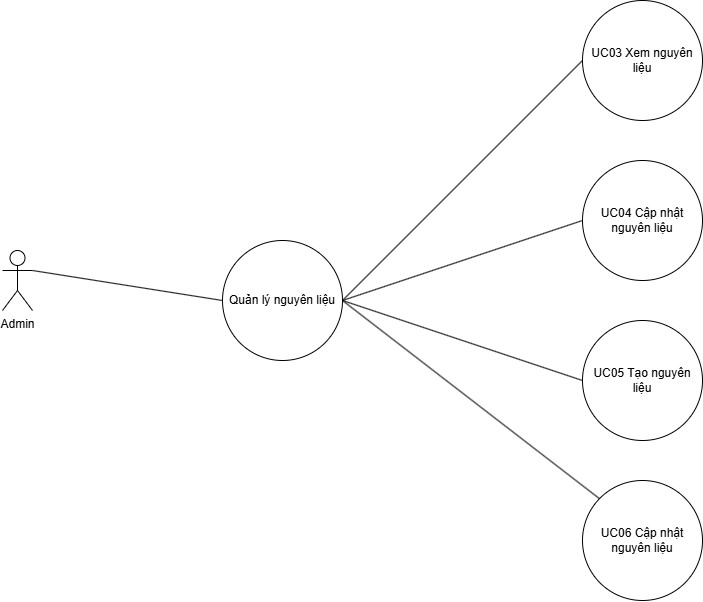 UC03 Xem nguyên
liệu
UC04 Cập nhật
nguyên liệu
Admin
Quản lý nguyên liệu
UC05 Tạo nguyên
liệu
UC06 Cập nhật
nguyên liệu